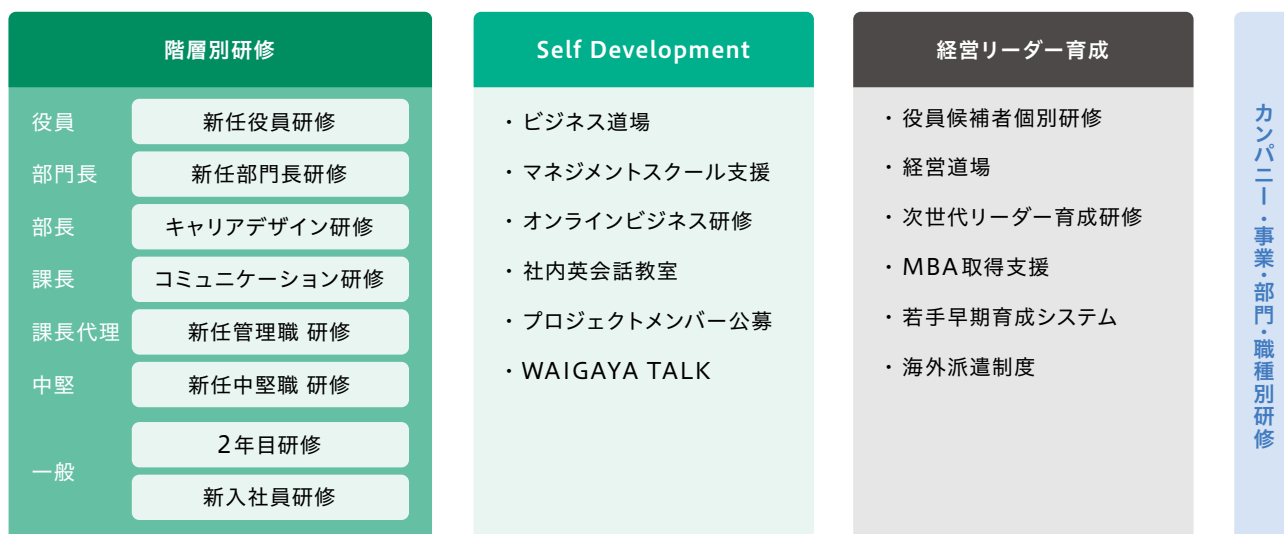 階層別研修
役員
新任役員研修
部門長
新任部門長研修
部長
キャリアデザイン研修
課長
コミュニケーション研修
課長代理
新任管理職 研修
中堅
新任中堅職 研修
一般
2年目研修
新入社員研修
Self Development
・ビジネス道場
・マネジメントスクール支援
・オンラインビジネス研修
・社内英会話教室
・プロジェクトメンバー公募
・WAIGAYA TALK
経営リーダー育成
・役員候補者個別研修
・経営道場
・次世代リーダー育成研修
・MBA取得支援
・若手早期育成システム
・海外派遣制度
カンパニー・事業・部門・職種別研修